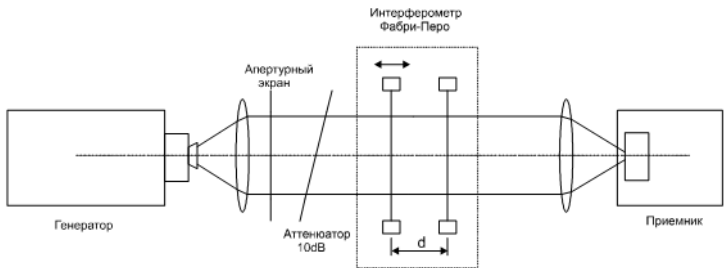 Интерферометр
Фабри-Перо
Апертурный
экран
Генератор
Аттенюатор
10dB
d
Приемник